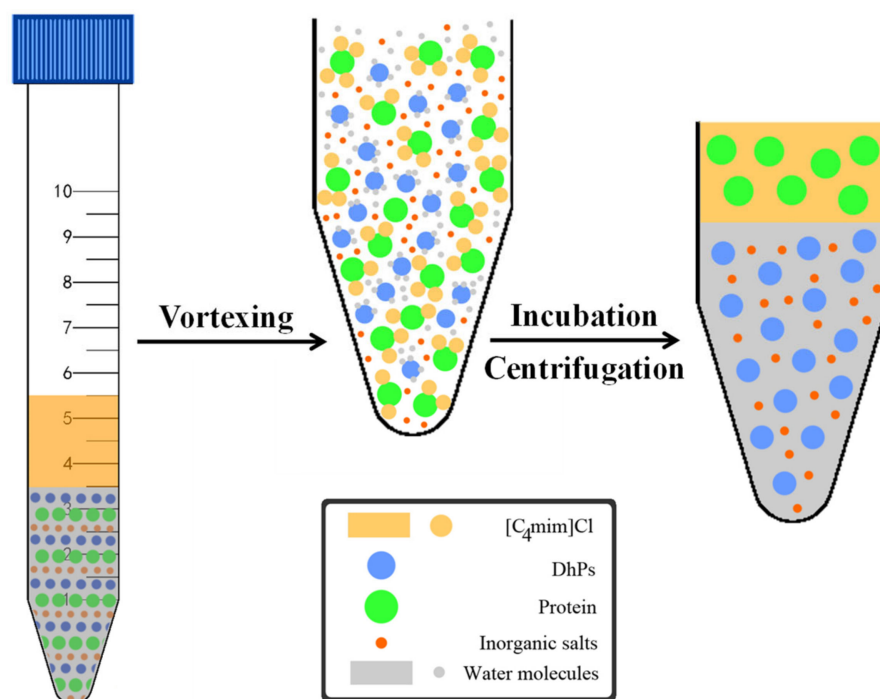 10
9
8
7
6
5
4
3
2
1
Vortexing
Incubation
Centrifugation
[C4mim]Cl
DhPs
Protein
Inorganic salts
Water molecules